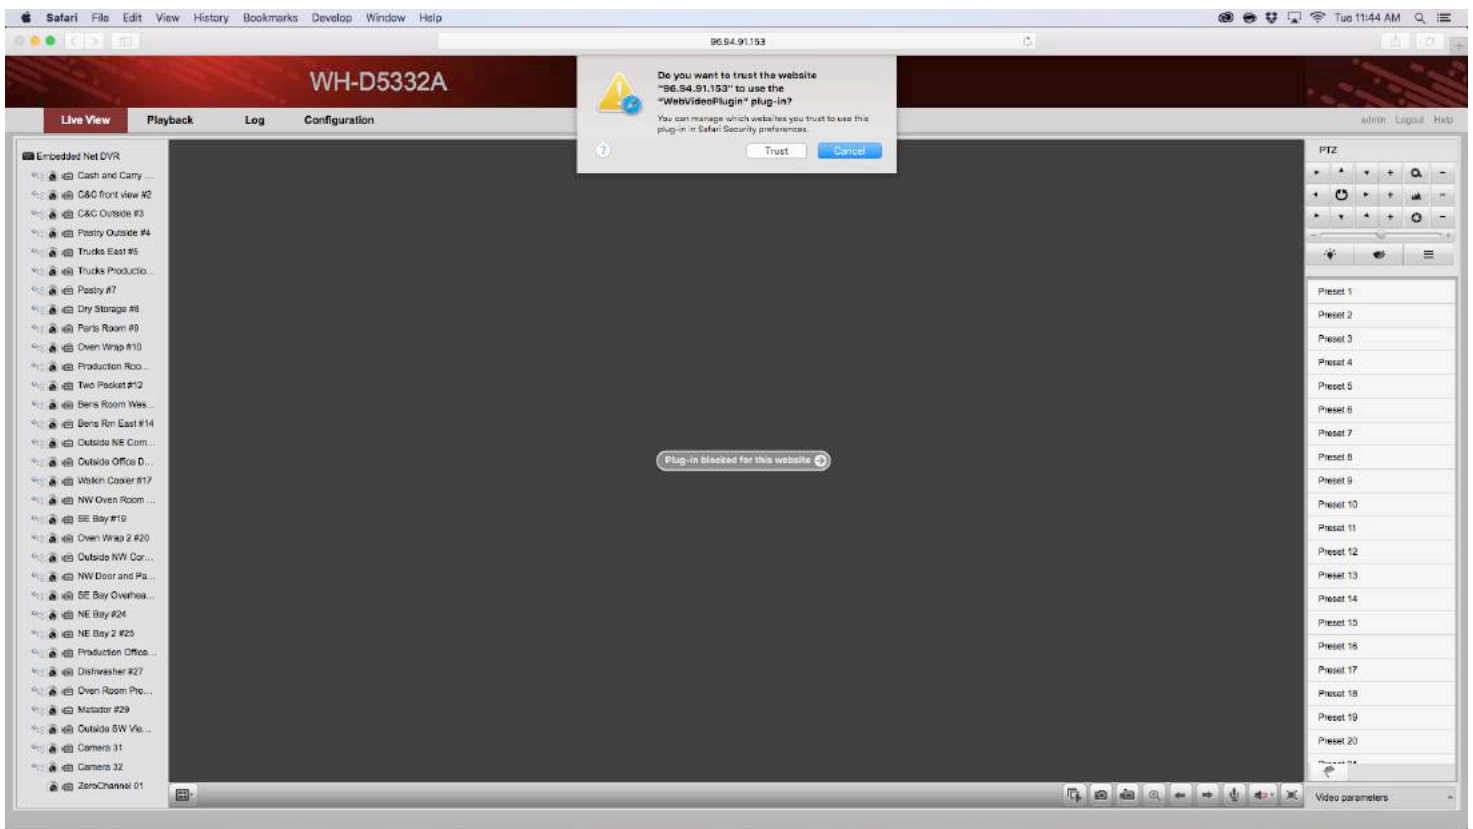 Safari File Edit View History Bookmarks Develop Window Help
Tue 11:44 AM
96.94.91.153
WH-D5332A
Do you want to trust the website
"96.94.91.153" to use the
"WebVideoPlugin" plug-in?
You can manage which websites you trust to use this
plug-in in Safari Security preferences.
?
Trust Cancel
Live View Playback Log Configuration
admin Logout Help
Embedded Net DVR
Cash and Carry ...
C&C front view #2
C&C Outside #3
Pastry Outside #4
Trucks East #5
Trucks Productio...
Pastry #7
Dry Storage #8
Parts Room #9
Oven Wrap #10
Production Roo...
Two Pocket #12
Bens Room Wes...
Bens Rm East #14
Outside NE Corn...
Outside Office D...
Walkin Cooler #17
NW Oven Room ...
SE Bay #19
Oven Wrap 2 #20
Outside NW Cor...
NW Door and Pa...
SE Bay Overhea...
NE Bay #24
NE Bay 2 #25
Production Office...
Dishwasher #27
Oven Room Pro...
Matador #29
Outside SW Vie...
Camera 31
Camera 32
ZeroChannel 01
Plug-in blocked for this website
PTZ
Preset 1
Preset 2
Preset 3
Preset 4
Preset 5
Preset 6
Preset 7
Preset 8
Preset 9
Preset 10
Preset 11
Preset 12
Preset 13
Preset 14
Preset 15
Preset 16
Preset 17
Preset 18
Preset 19
Preset 20
Video parameters